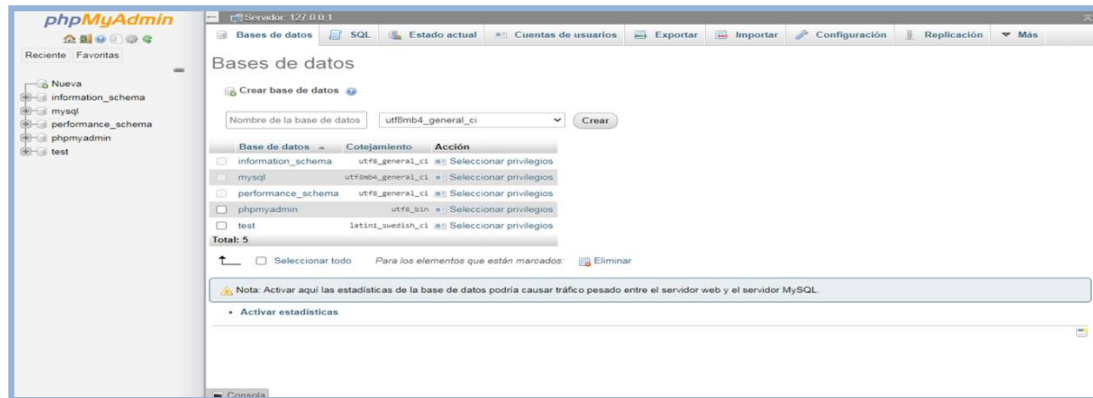 phpMyAdmin
Reciente Favoritas
Nueva
information_schema
mysql
performance_schema
phpmyadmin
test
Servidor: 127.0.0.1
Bases de datos SQL Estado actual Cuentas de usuarios Exportar Importar Configuración Replicación Más
Bases de datos
Crear base de datos
Nombre de la base de datos utf8mb4_general_ci Crear
Base de datos Cotejamiento Acción
information_schema utf8_general_ci Seleccionar privilegios
mysql utf8mb4_general_ci Seleccionar privilegios
performance_schema utf8_general_ci Seleccionar privilegios
phpmyadmin utf8_bin Seleccionar privilegios
test latin1_swedish_ci Seleccionar privilegios
Total: 5
Seleccionar todo Para los elementos que están marcados: Eliminar
Nota: Activar aquí las estadísticas de la base de datos podría causar tráfico pesado entre el servidor web y el servidor MySQL.
Activar estadísticas
Consola